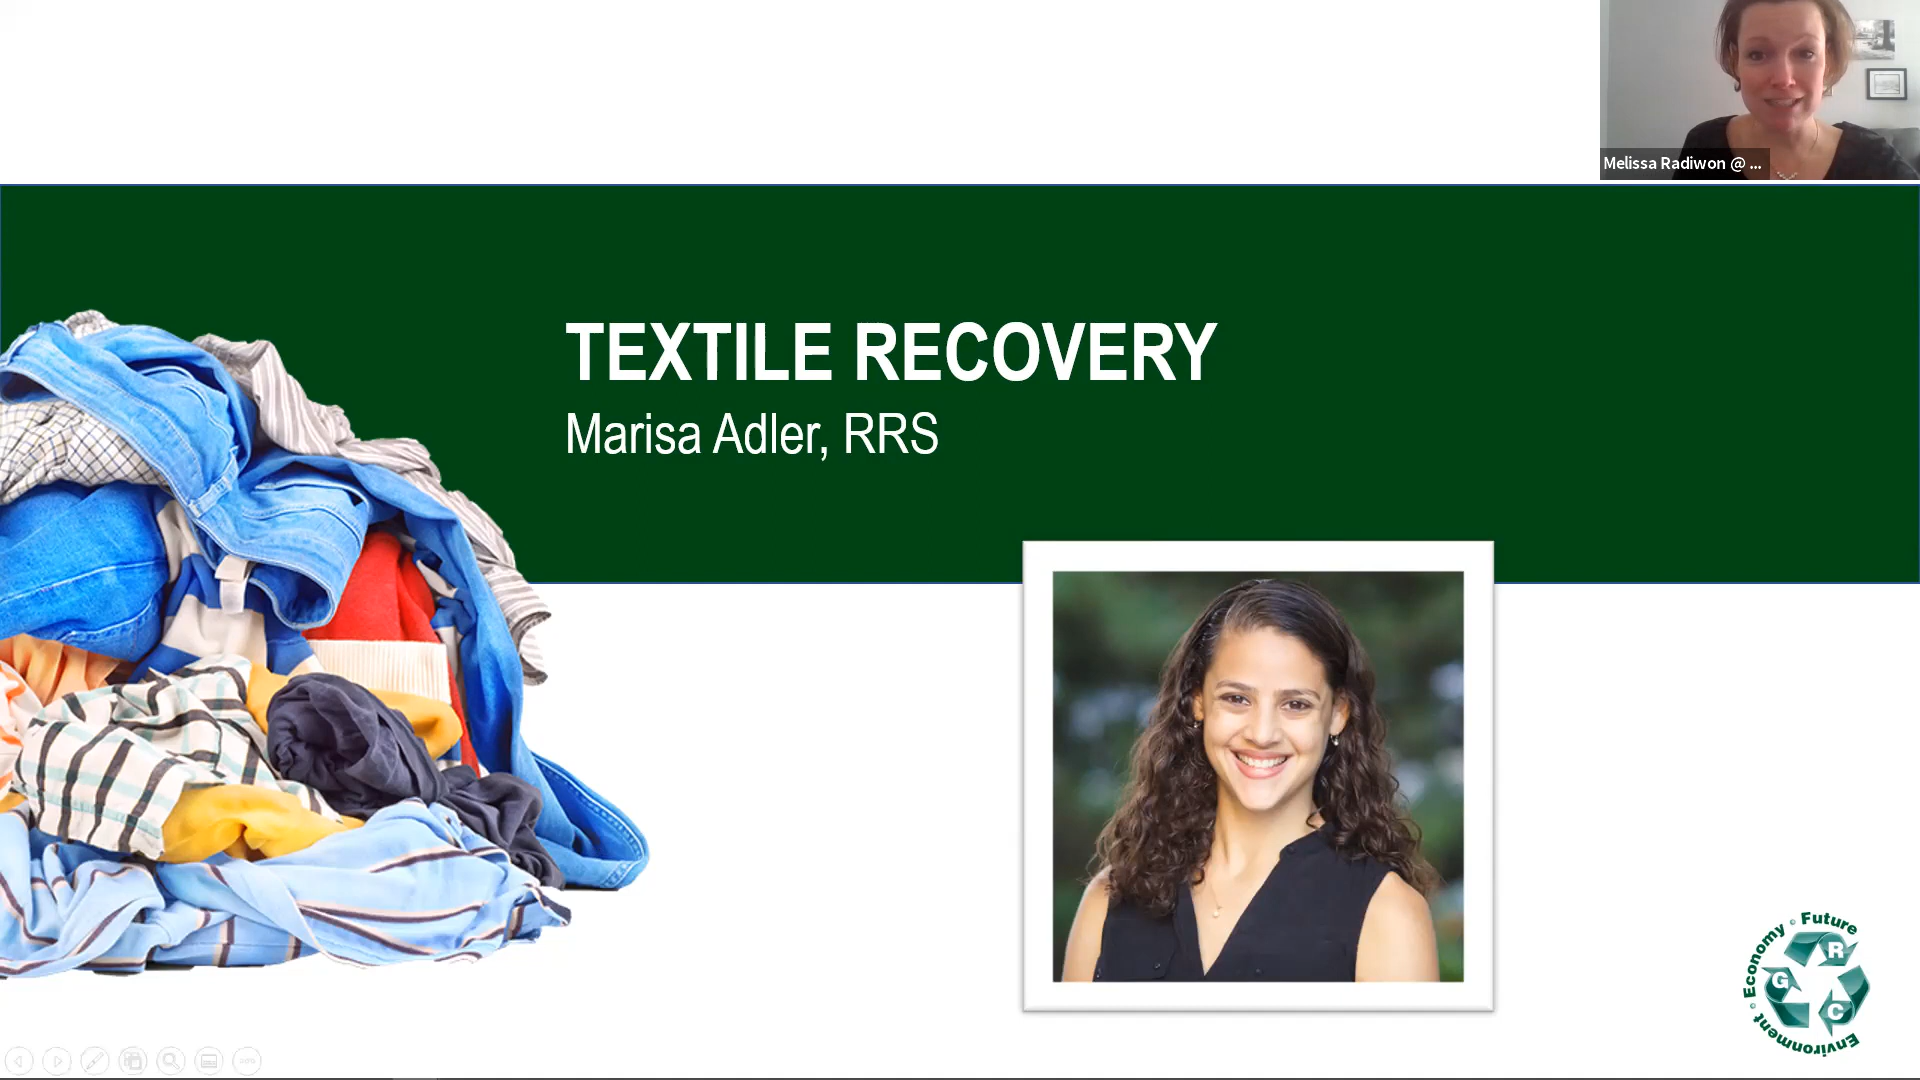 Melissa Radiwon @ ...
TEXTILE RECOVERY
Marisa Adler, RRS
Environment • Economy • Future
G R C